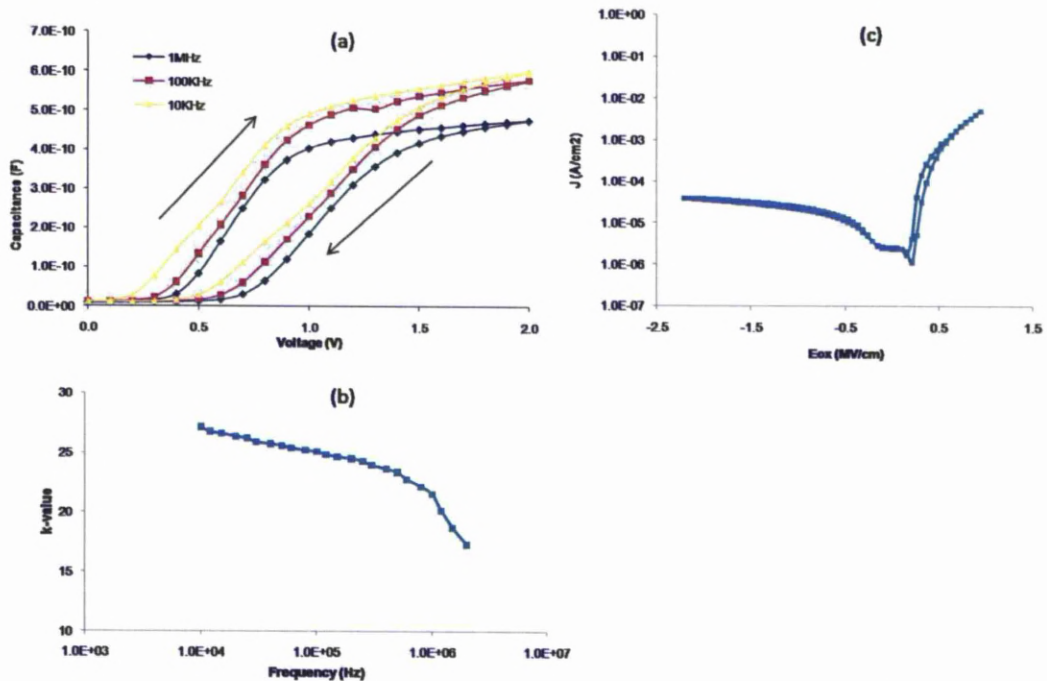 (a)
7.0E-10
6.0E-10
5.0E-10
4.0E-10
3.0E-10
2.0E-10
1.0E-10
0.0E+00
Capacitance (F)
1MHz
100KHz
10KHz
0.0
0.5
1.0
1.5
2.0
Voltage (V)
(c)
1.0E+00
1.0E-01
1.0E-02
1.0E-03
1.0E-04
1.0E-05
1.0E-06
1.0E-07
J (A/cm2)
-2.5
-1.5
-0.5
0.5
1.5
Eox (MV/cm)
(b)
30
25
20
15
10
k-value
1.0E+03
1.0E+04
1.0E+05
1.0E+06
1.0E+07
Frequency (Hz)